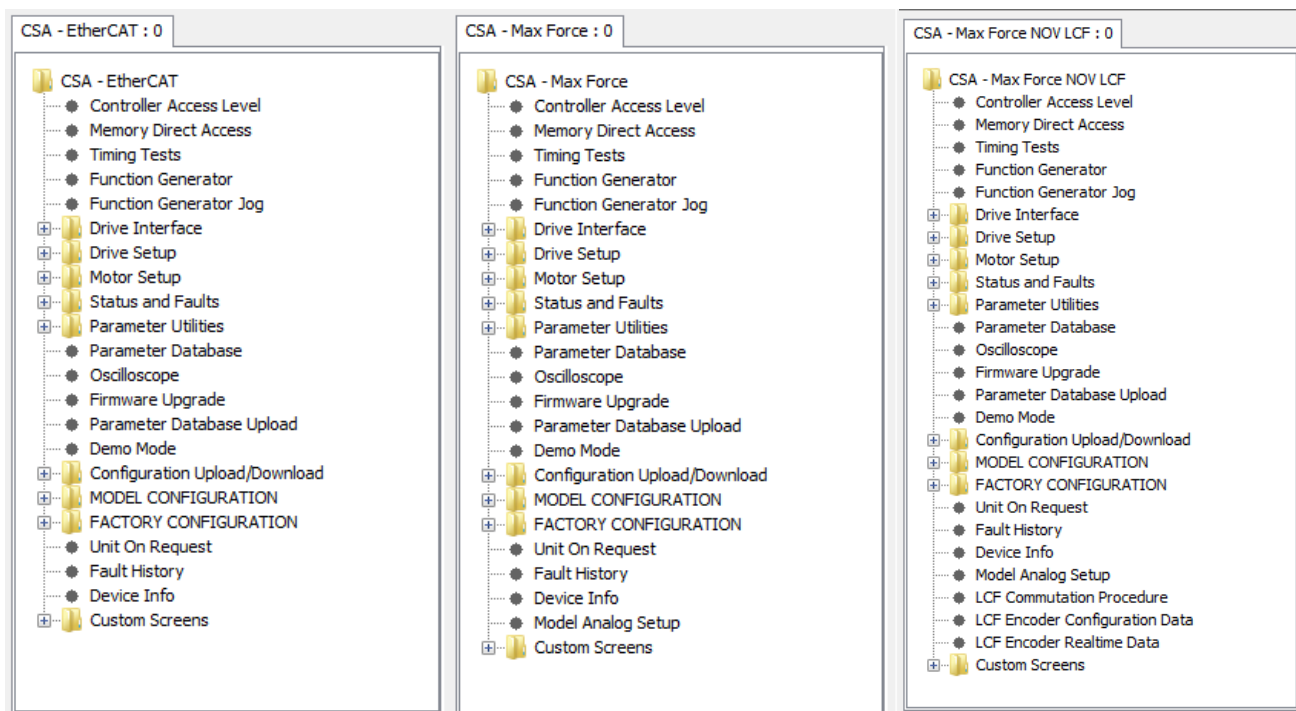 CSA - EtherCAT : 0
CSA - EtherCAT
Controller Access Level
Memory Direct Access
Timing Tests
Function Generator
Function Generator Jog
Drive Interface
Drive Setup
Motor Setup
Status and Faults
Parameter Utilities
Parameter Database
Oscilloscope
Firmware Upgrade
Parameter Database Upload
Demo Mode
Configuration Upload/Download
MODEL CONFIGURATION
FACTORY CONFIGURATION
Unit On Request
Fault History
Device Info
Custom Screens
CSA - Max Force : 0
CSA - Max Force
Controller Access Level
Memory Direct Access
Timing Tests
Function Generator
Function Generator Jog
Drive Interface
Drive Setup
Motor Setup
Status and Faults
Parameter Utilities
Parameter Database
Oscilloscope
Firmware Upgrade
Parameter Database Upload
Demo Mode
Configuration Upload/Download
MODEL CONFIGURATION
FACTORY CONFIGURATION
Unit On Request
Fault History
Device Info
Model Analog Setup
Custom Screens
CSA - Max Force NOV LCF : 0
CSA - Max Force NOV LCF
Controller Access Level
Memory Direct Access
Timing Tests
Function Generator
Function Generator Jog
Drive Interface
Drive Setup
Motor Setup
Status and Faults
Parameter Utilities
Parameter Database
Oscilloscope
Firmware Upgrade
Parameter Database Upload
Demo Mode
Configuration Upload/Download
MODEL CONFIGURATION
FACTORY CONFIGURATION
Unit On Request
Fault History
Device Info
Model Analog Setup
LCF Commutation Procedure
LCF Encoder Configuration Data
LCF Encoder Realtime Data
Custom Screens